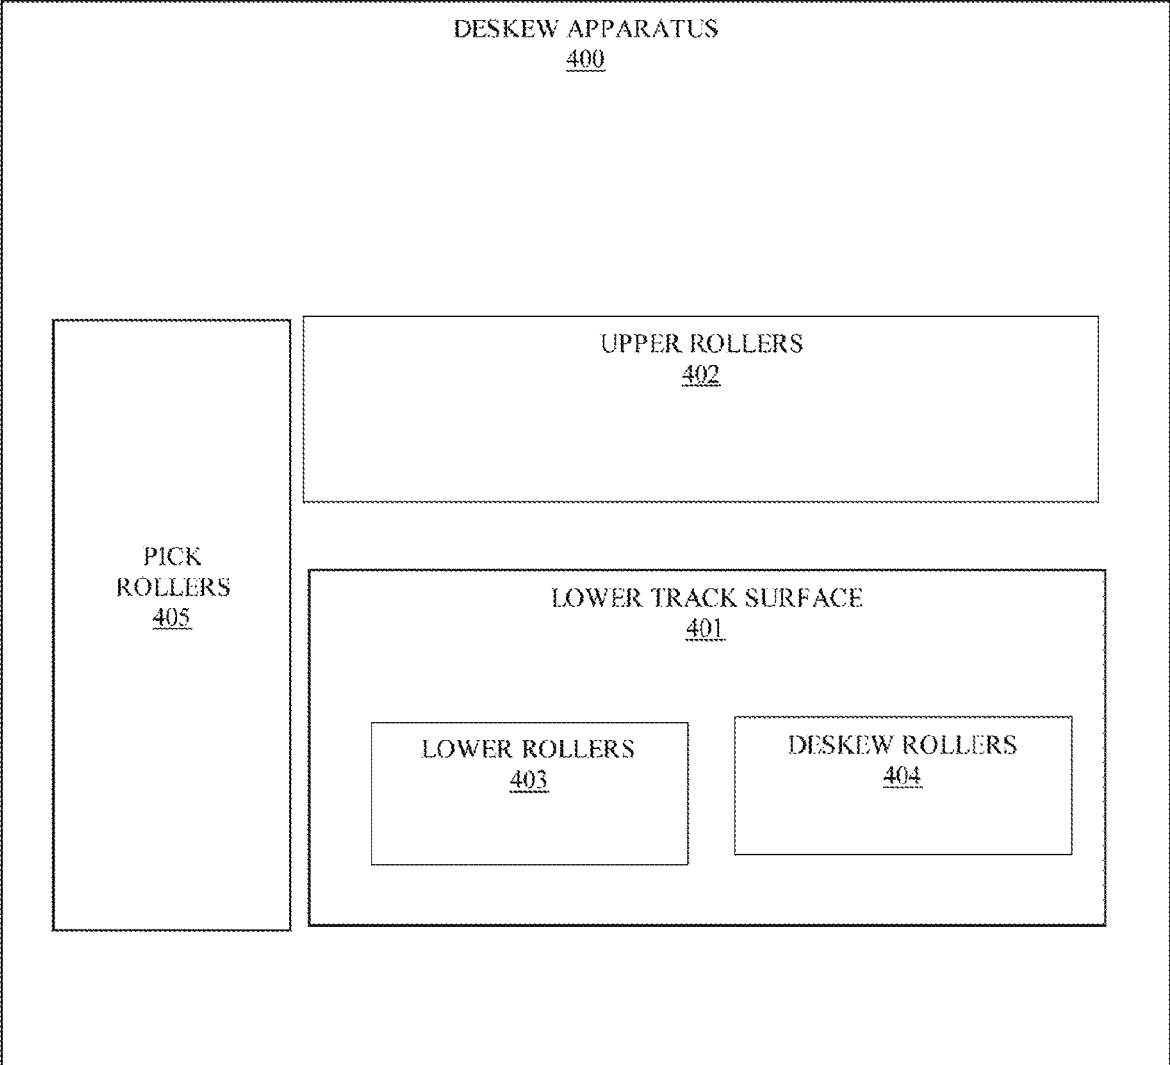 DESKEW APPARATUS
400
UPPER ROLLERS
402
PICK
ROLLERS
405
LOWER TRACK SURFACE
401
LOWER ROLLERS
403
DESKEW ROLLERS
404